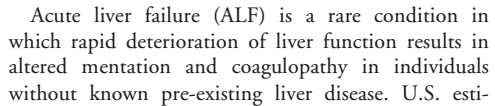 Acute liver failure (ALF) is a rare condition in
which rapid deterioration of liver function results in
altered mentation and coagulopathy in individuals
without known pre-existing liver disease. U.S. esti-